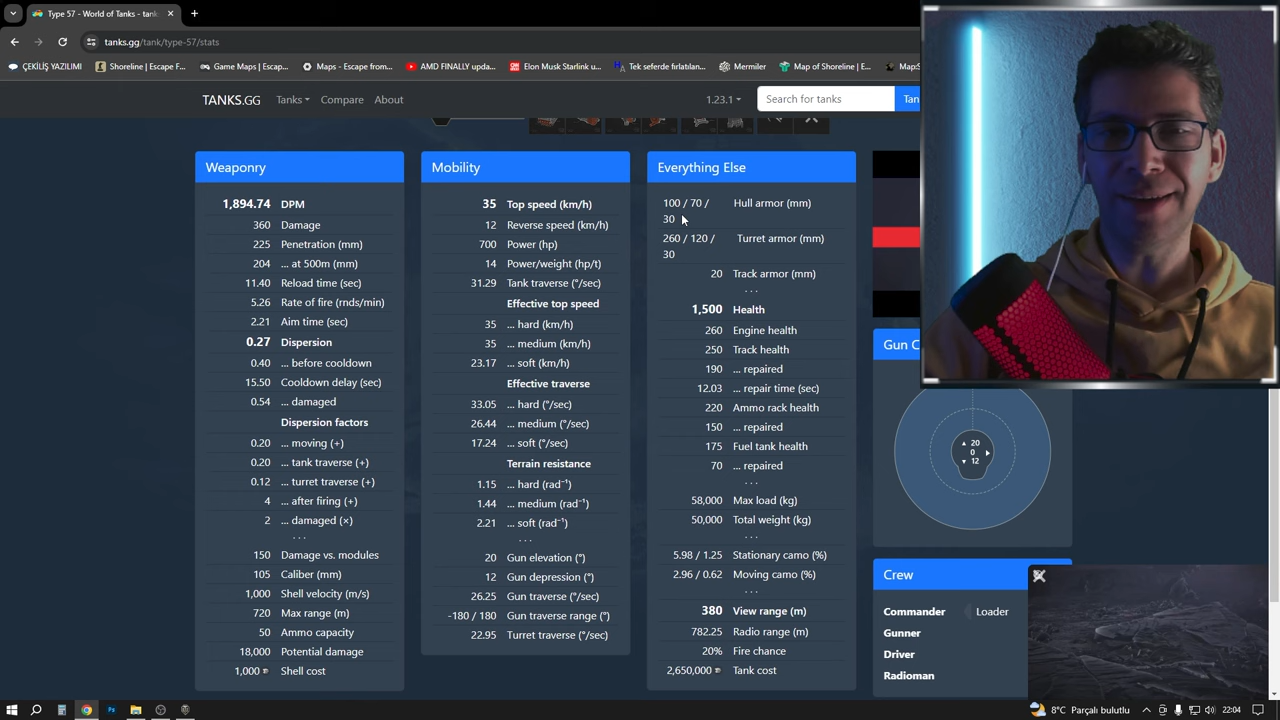 Type 57 - World of Tanks - tank
tanks.gg/tank/type-57/stats
ÇEKİLİŞ YAZILIMI
Shoreline | Escape F...
Game Maps | Escap...
Maps - Escape from...
AMD FINALLY upda...
Elon Musk Starlink u...
Tek seferde fırlatılan...
Mermiler
Map of Shoreline | E...
TANKS.GG
Tanks
Compare
About
1.23.1
Search for tanks
Tan
Weaponry
1,894.74 DPM
360 Damage
225 Penetration (mm)
204 ... at 500m (mm)
11.40 Reload time (sec)
5.26 Rate of fire (rnds/min)
2.21 Aim time (sec)
0.27 Dispersion
0.40 ... before cooldown
15.50 Cooldown delay (sec)
0.54 ... damaged
Dispersion factors
0.20 ... moving (+)
0.20 ... tank traverse (+)
0.12 ... turret traverse (+)
4 ... after firing (+)
2 ... damaged (×)
...
150 Damage vs. modules
105 Caliber (mm)
1,000 Shell velocity (m/s)
720 Max range (m)
50 Ammo capacity
18,000 Potential damage
1,000 Shell cost
Mobility
35 Top speed (km/h)
12 Reverse speed (km/h)
700 Power (hp)
14 Power/weight (hp/t)
31.29 Tank traverse (°/sec)
Effective top speed
35 ... hard (km/h)
35 ... medium (km/h)
23.17 ... soft (km/h)
Effective traverse
33.05 ... hard (°/sec)
26.44 ... medium (°/sec)
17.24 ... soft (°/sec)
Terrain resistance
1.15 ... hard (rad⁻¹)
1.44 ... medium (rad⁻¹)
2.21 ... soft (rad⁻¹)
...
20 Gun elevation (°)
12 Gun depression (°)
26.25 Gun traverse (°/sec)
-180 / 180 Gun traverse range (°)
22.95 Turret traverse (°/sec)
Everything Else
100 / 70 / Hull armor (mm)
30
260 / 120 / Turret armor (mm)
30
20 Track armor (mm)
...
1,500 Health
260 Engine health
250 Track health
190 ... repaired
12.03 ... repair time (sec)
220 Ammo rack health
150 ... repaired
175 Fuel tank health
70 ... repaired
...
58,000 Max load (kg)
50,000 Total weight (kg)
...
5.98 / 1.25 Stationary camo (%)
2.96 / 0.62 Moving camo (%)
...
380 View range (m)
782.25 Radio range (m)
20% Fire chance
2,650,000 Tank cost
Gun C
20
0
12
Crew
Commander Loader
Gunner
Driver
Radioman
8°C Parçalı bulutlu
22:04